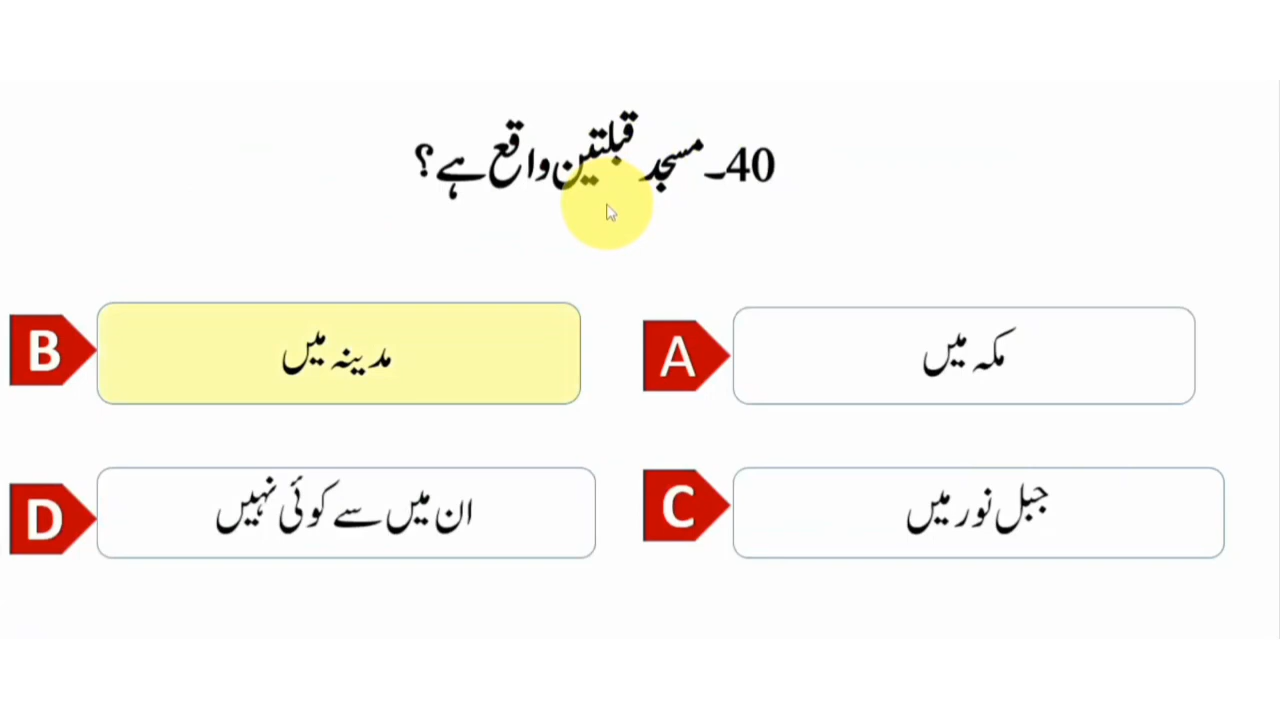 40۔ مسجد قبلتین واقع ہے؟
A مکہ میں
B مدینہ میں
C جبل نور میں
D ان میں سے کوئی نہیں